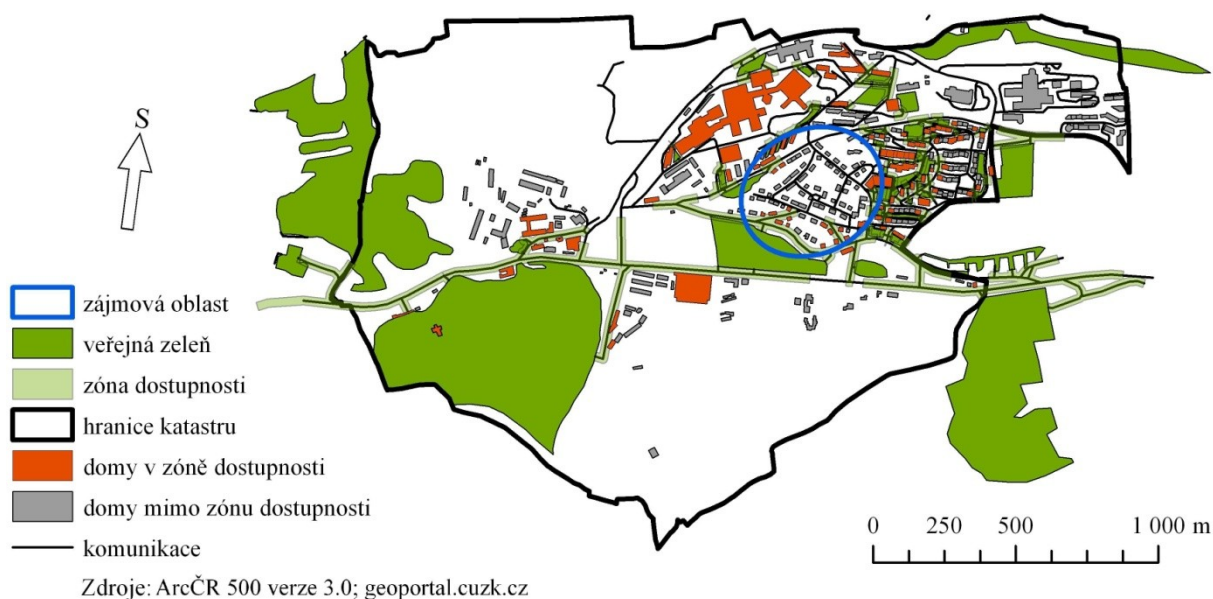 S
zájmová oblast
veřejná zeleň
zóna dostupnosti
hranice katastru
domy v zóně dostupnosti
domy mimo zónu dostupnosti
komunikace
0 250 500 1 000 m
Zdroje: ArcČR 500 verze 3.0; geoportal.cuzk.cz